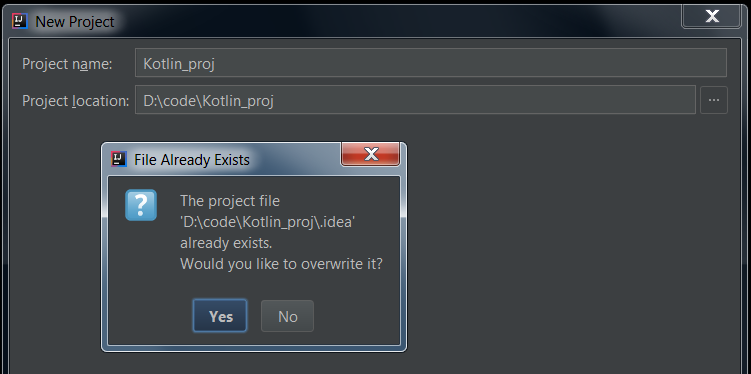 New Project
Project name: Kotlin_proj
Project location: D:\code\Kotlin_proj ...
File Already Exists
The project file
'D:\code\Kotlin_proj\.idea'
already exists.
Would you like to overwrite it?
Yes No